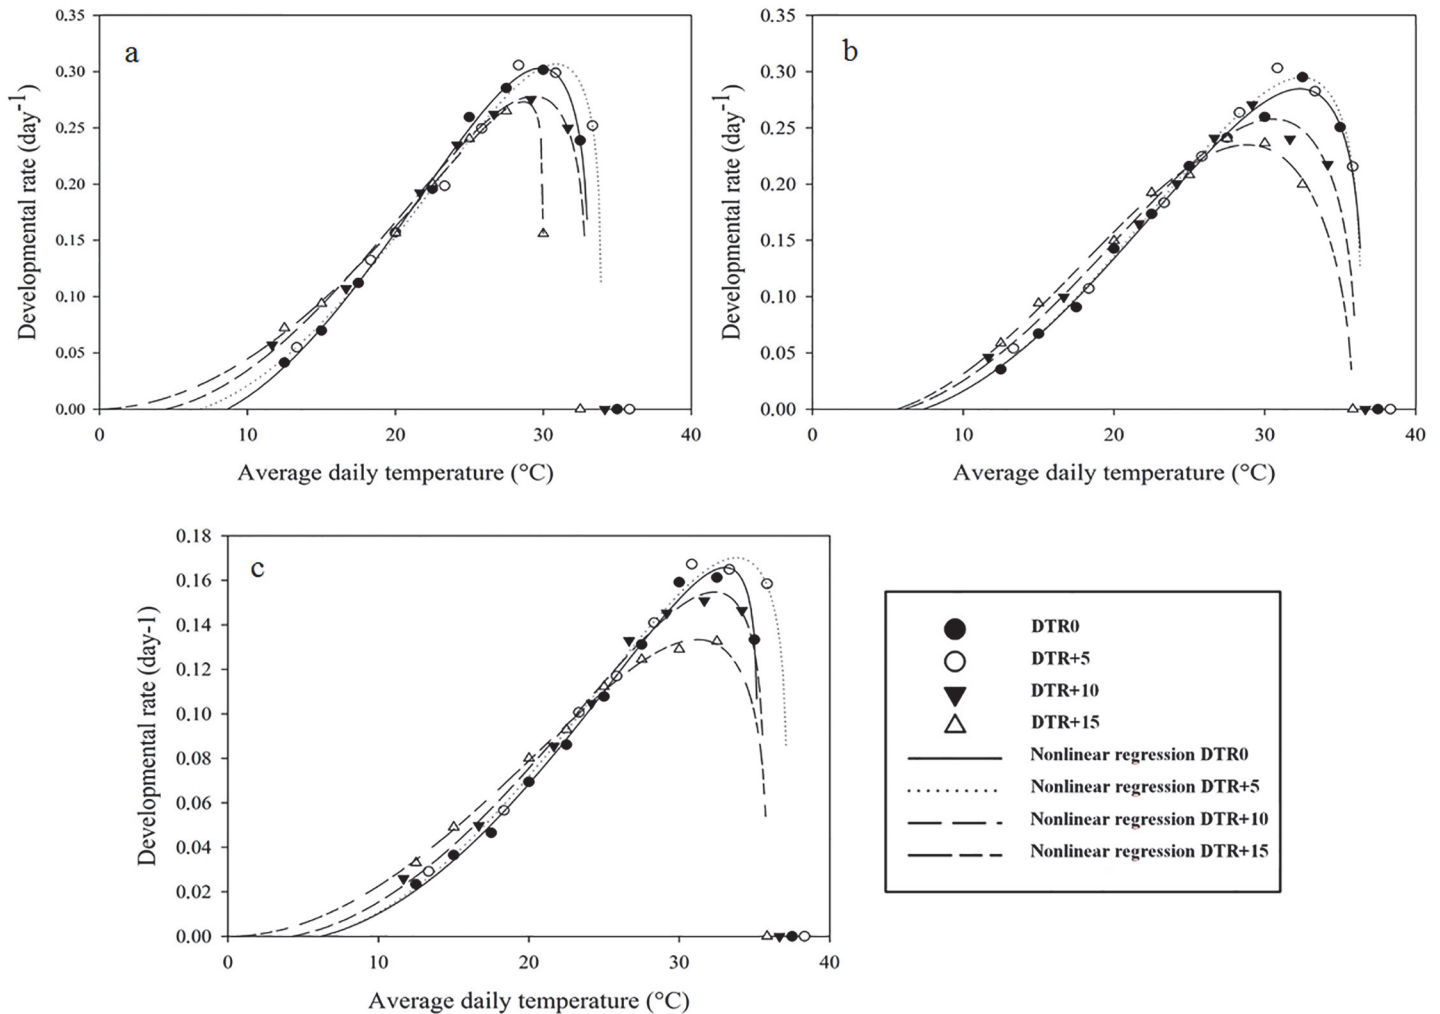 a
0.35
0.30
0.25
0.20
0.15
0.10
0.05
0.00
Developmental rate (day-1)
0 10 20 30 40
Average daily temperature (°C)
b
0.35
0.30
0.25
0.20
0.15
0.10
0.05
0.00
Developmental rate (day-1)
0 10 20 30 40
Average daily temperature (°C)
c
0.18
0.16
0.14
0.12
0.10
0.08
0.06
0.04
0.02
0.00
Developmental rate (day-1)
0 10 20 30 40
Average daily temperature (°C)
DTR0
DTR+5
DTR+10
DTR+15
Nonlinear regression DTR0
Nonlinear regression DTR+5
Nonlinear regression DTR+10
Nonlinear regression DTR+15